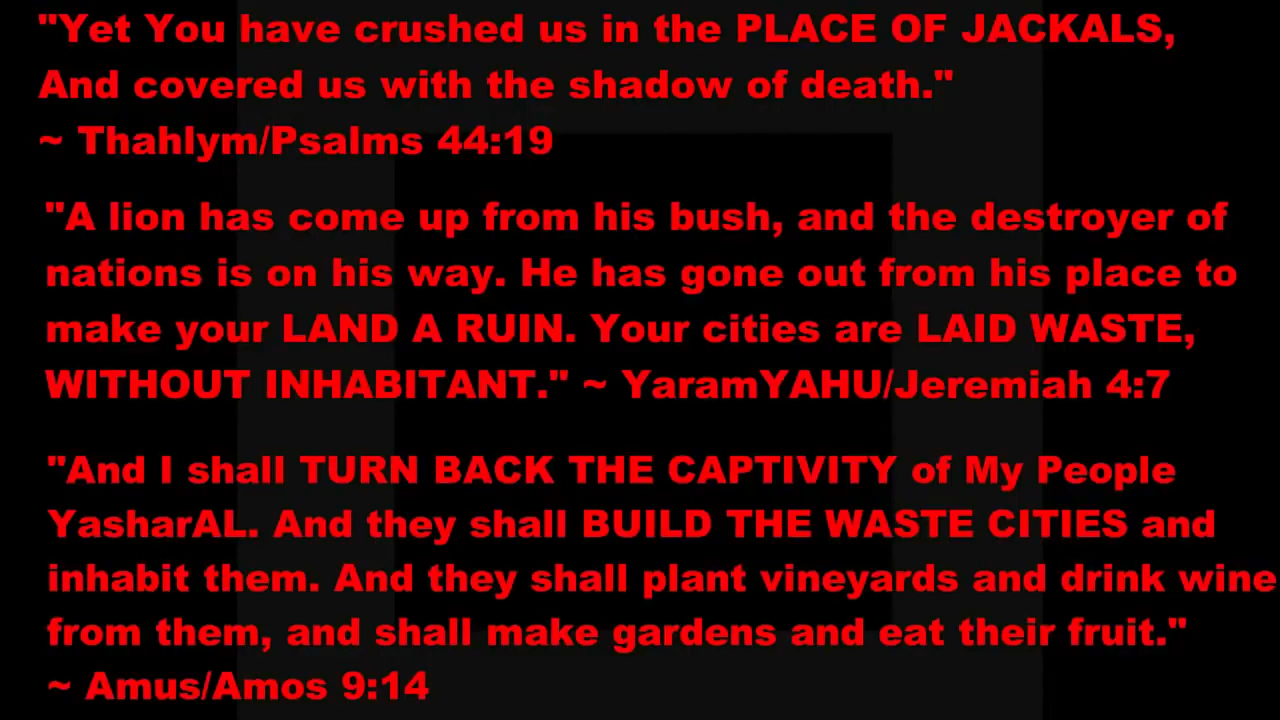 "Yet You have crushed us in the PLACE OF JACKALS,
And covered us with the shadow of death."
~ Thahlym/Psalms 44:19
"A lion has come up from his bush, and the destroyer of
nations is on his way. He has gone out from his place to
make your LAND A RUIN. Your cities are LAID WASTE,
WITHOUT INHABITANT." ~ YaramYAHU/Jeremiah 4:7
"And I shall TURN BACK THE CAPTIVITY of My People
YasharAL. And they shall BUILD THE WASTE CITIES and
inhabit them. And they shall plant vineyards and drink wine
from them, and shall make gardens and eat their fruit."
~ Amus/Amos 9:14